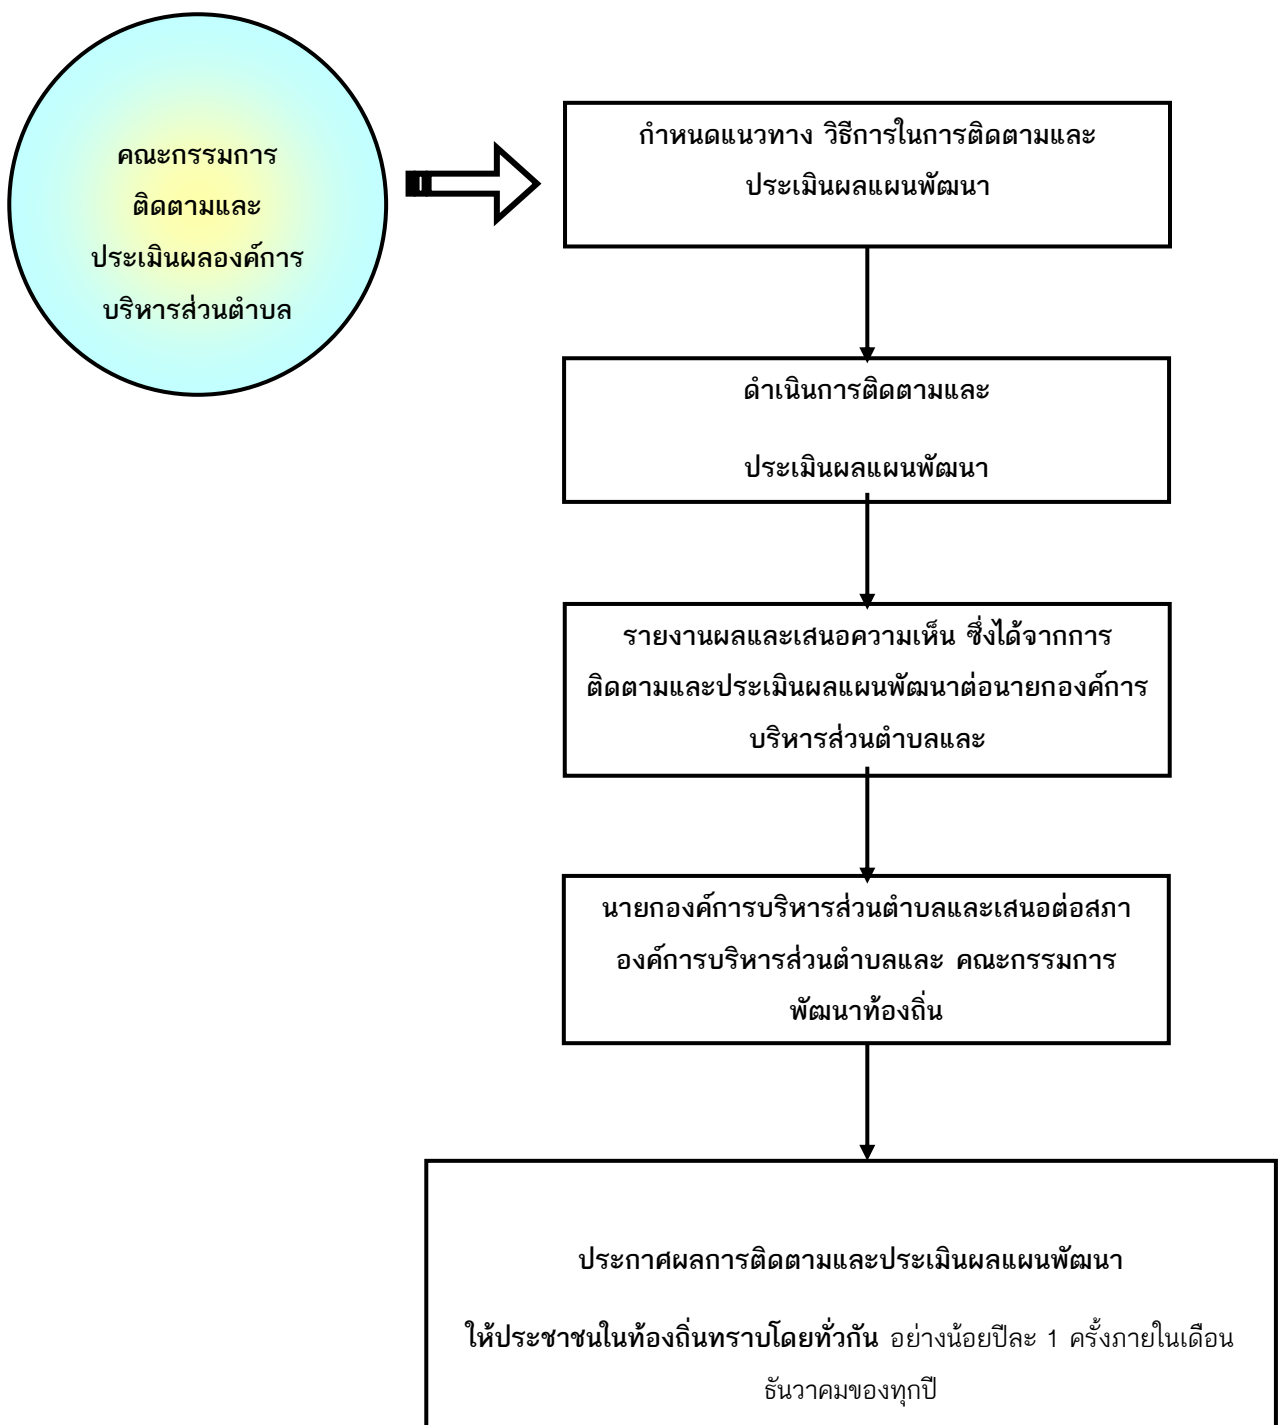 คณะกรรมการ
ติดตามและ
ประเมินผลองค์การ
บริหารส่วนตำบล
กำหนดแนวทาง วิธีการในการติดตามและ
ประเมินผลแผนพัฒนา
ดำเนินการติดตามและ
ประเมินผลแผนพัฒนา
รายงานผลและเสนอความเห็น ซึ่งได้จากการ
ติดตามและประเมินผลแผนพัฒนาต่อนายกองค์การ
บริหารส่วนตำบลและ
นายกองค์การบริหารส่วนตำบลและเสนอต่อสภา
องค์การบริหารส่วนตำบลและ คณะกรรมการ
พัฒนาท้องถิ่น
ประกาศผลการติดตามและประเมินผลแผนพัฒนา
ให้ประชาชนในท้องถิ่นทราบโดยทั่วกัน อย่างน้อยปีละ 1 ครั้งภายในเดือน
ธันวาคมของทุกปี